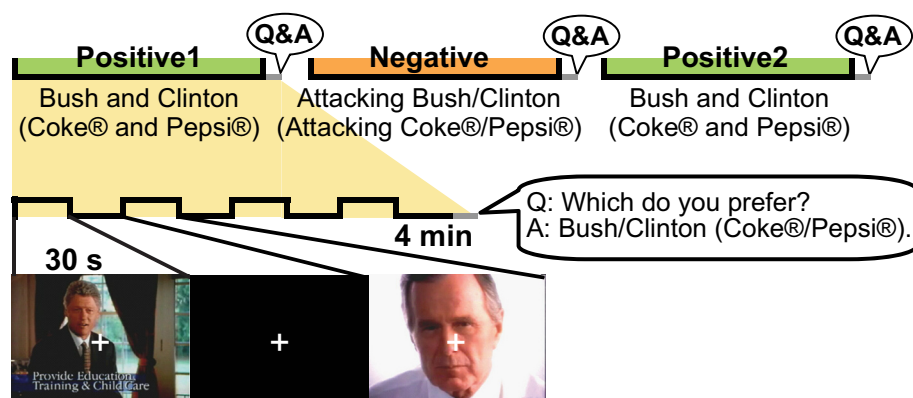 Q&A
Q&A
Q&A
Positive1
Negative
Positive2
Bush and Clinton
(Coke® and Pepsi®)
Attacking Bush/Clinton
(Attacking Coke®/Pepsi®)
Bush and Clinton
(Coke® and Pepsi®)
Q: Which do you prefer?
A: Bush/Clinton (Coke®/Pepsi®).
4 min
30 s
Provide Education,
Training & Child Care